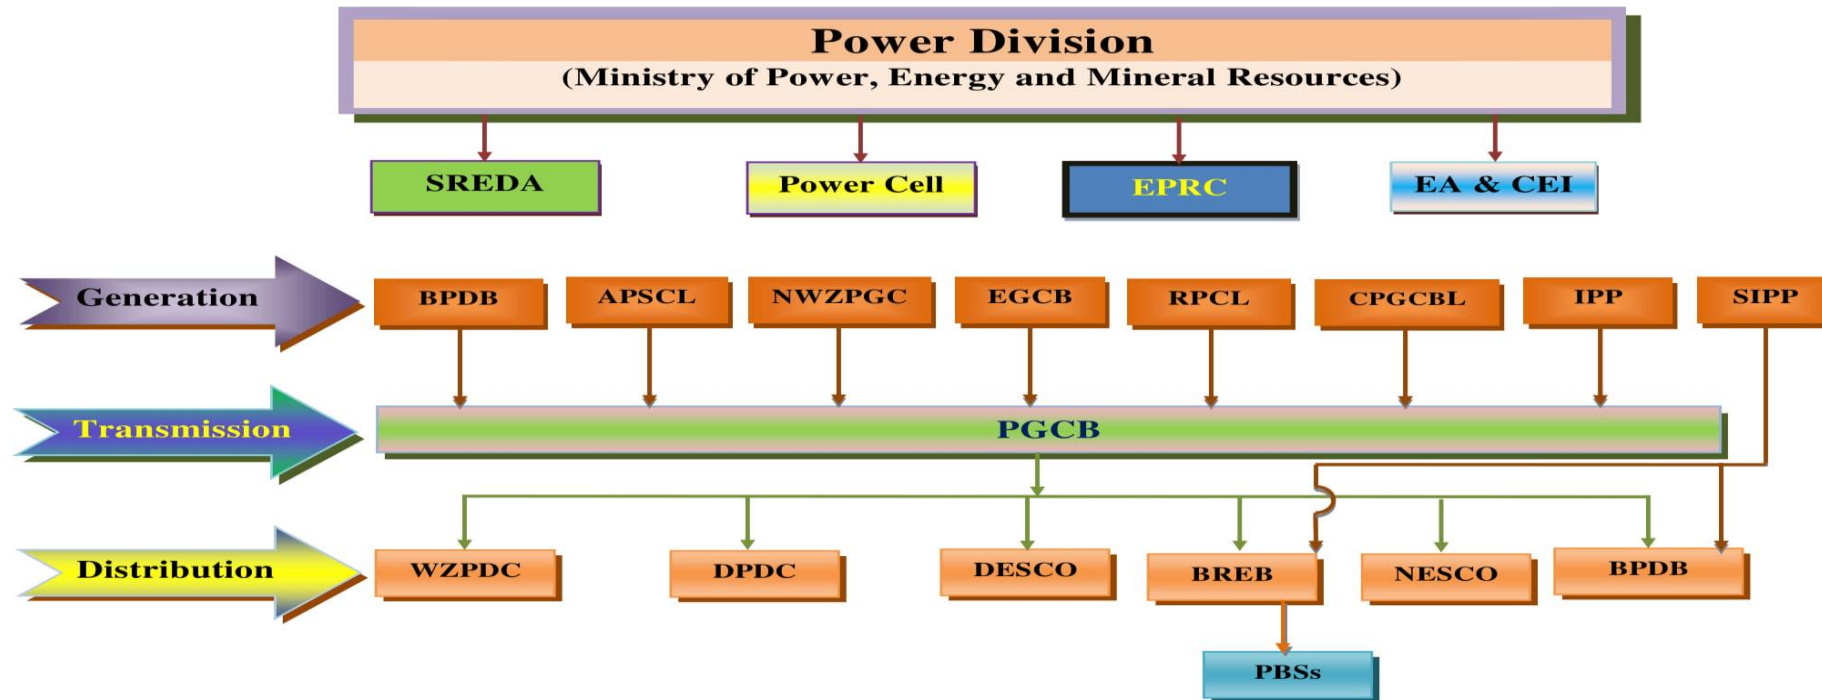 Power Division
(Ministry of Power, Energy and Mineral Resources)
SREDA
Power Cell
EPRC
EA & CEI
Generation
BPDB
APSCL
NWZPGC
EGCB
RPCL
CPGCBL
IPP
SIPP
Transmission
PGCB
Distribution
WZPDC
DPDC
DESCO
BREB
NESCO
BPDB
PBSs